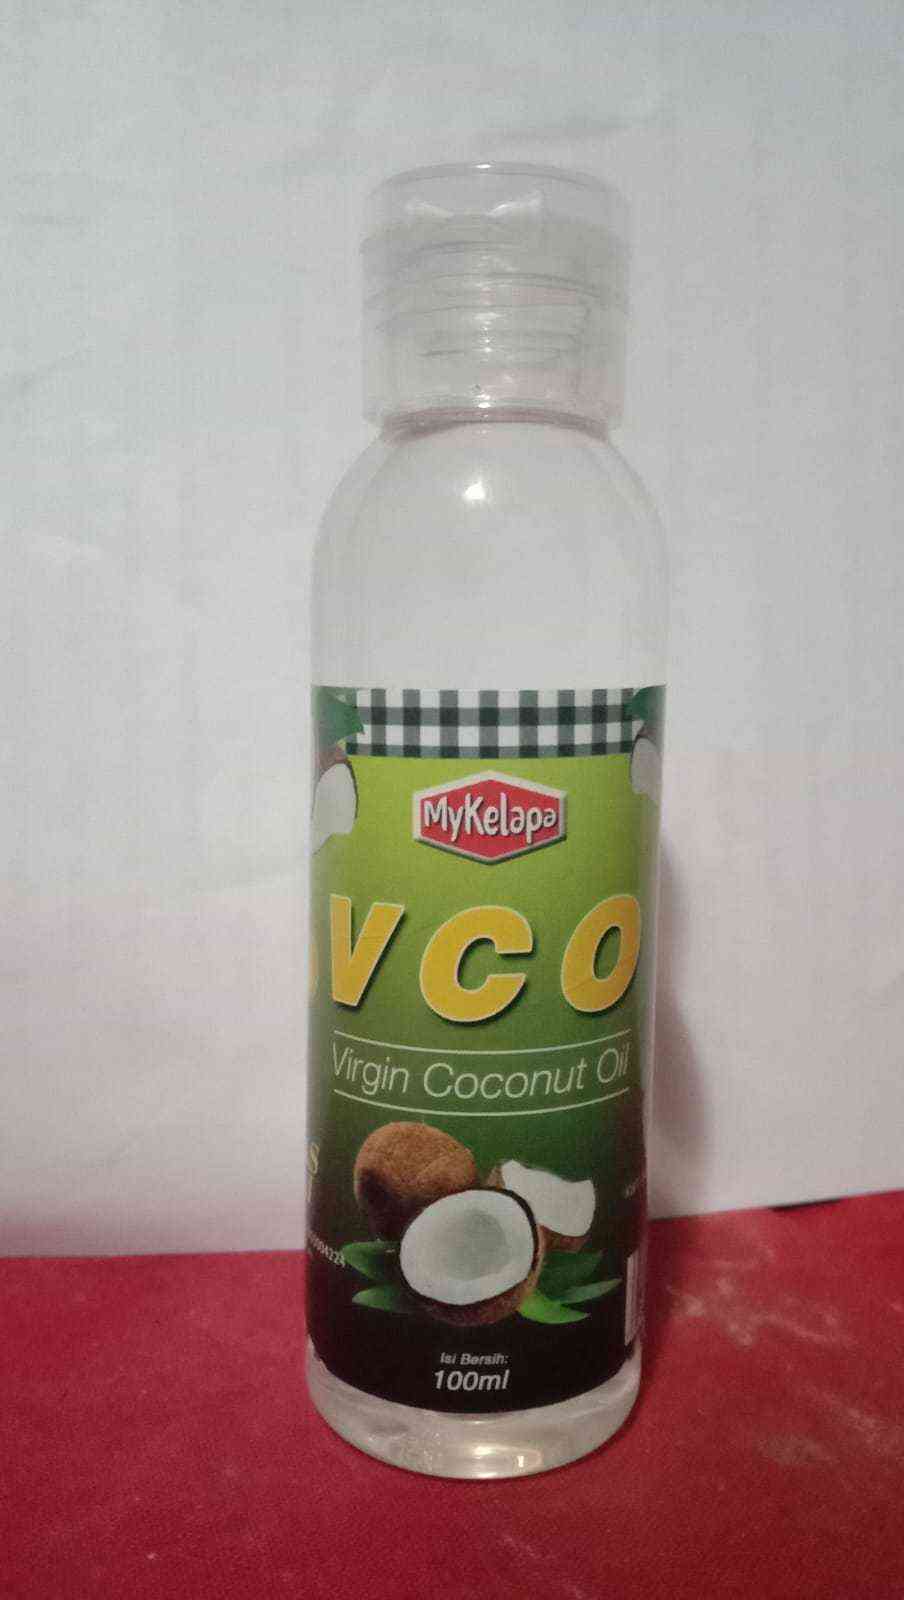 MyKelapa
VCO
Virgin Coconut Oil
Isi Bersih:
100ml